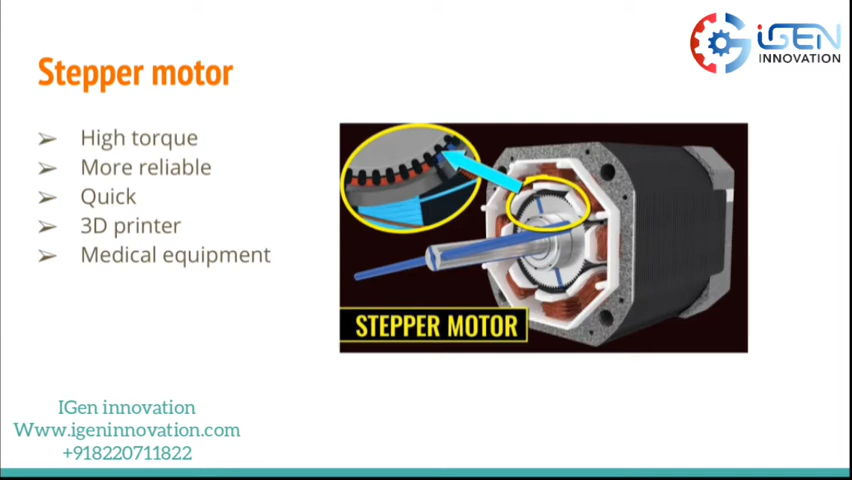 iGEN
INNOVATION
Stepper motor
➢ High torque
➢ More reliable
➢ Quick
➢ 3D printer
➢ Medical equipment
STEPPER MOTOR
IGen innovation
Www.igeninnovation.com
+918220711822